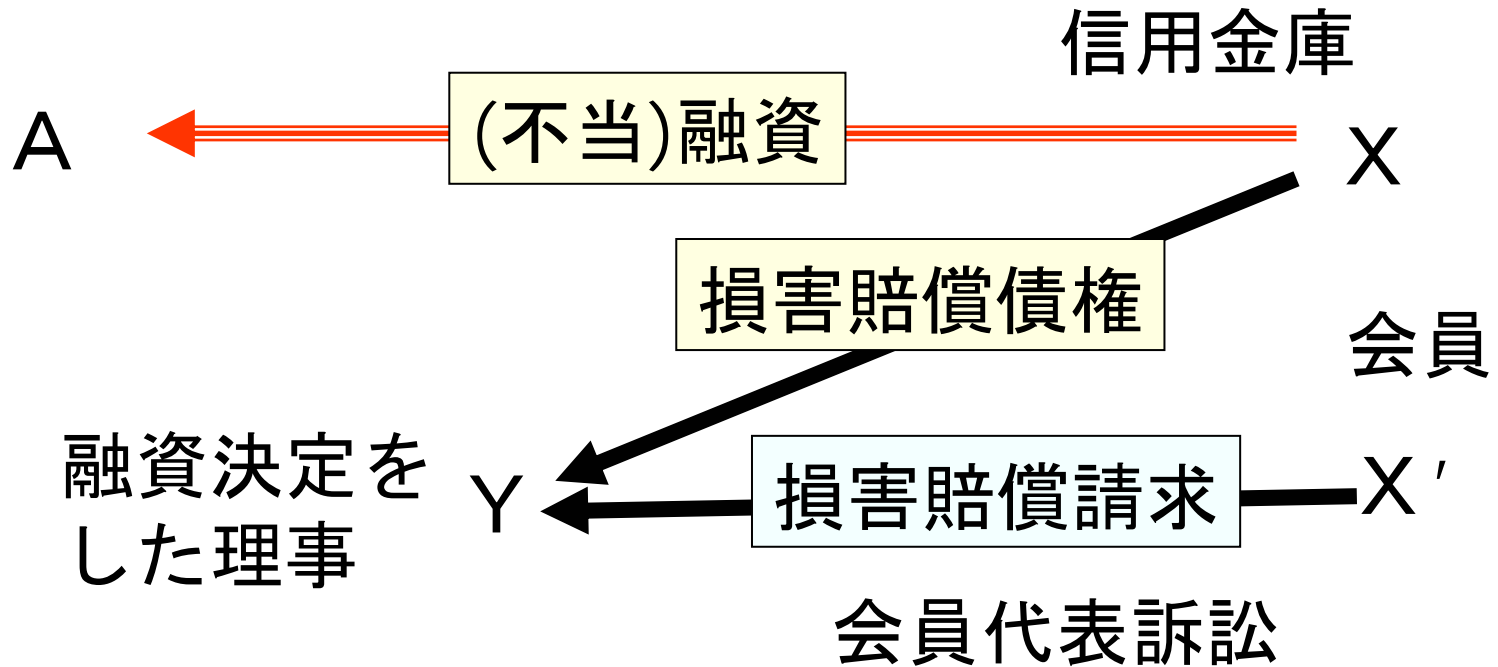 信用金庫
A
(不当)融資
X
損害賠償債権
会員
融資決定を
した理事
Y
損害賠償請求
X′
会員代表訴訟